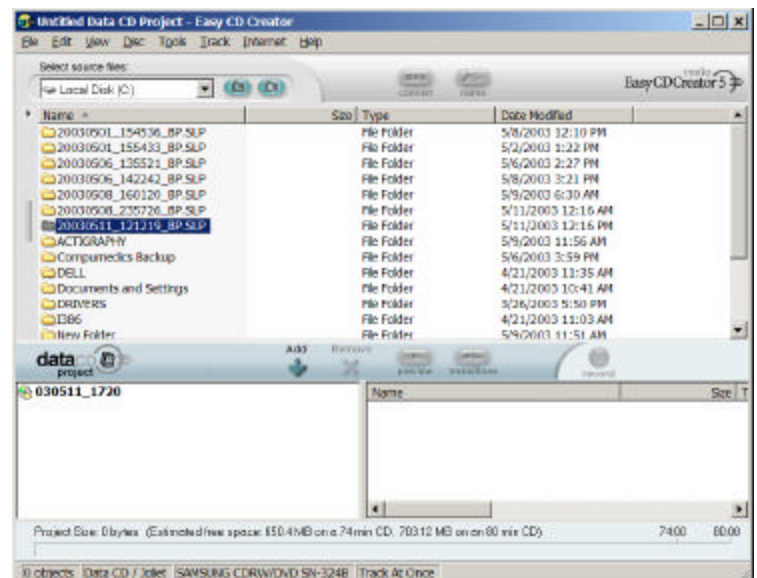 Untitled Data CD Project - Easy CD Creator
File Edit View Disc Tools Track Internet Help
Select source files:
Local Disk (C:)
roxio
EasyCDCreator 5
Name Size Type Date Modified
20030501_154536_BP.SLP File Folder 5/8/2003 12:10 PM
20030501_155433_BP.SLP File Folder 5/2/2003 1:22 PM
20030506_135521_BP.SLP File Folder 5/6/2003 2:27 PM
20030506_142242_BP.SLP File Folder 5/8/2003 3:21 PM
20030508_160120_BP.SLP File Folder 5/9/2003 6:30 AM
20030508_235726_BP.SLP File Folder 5/11/2003 12:16 AM
20030511_121219_BP.SLP File Folder 5/11/2003 12:16 PM
ACTIGRAPHY File Folder 5/9/2003 11:56 AM
Compumedics Backup File Folder 5/6/2003 3:59 PM
DELL File Folder 4/21/2003 11:35 AM
Documents and Settings File Folder 4/21/2003 10:41 AM
DRIVERS File Folder 3/26/2003 5:50 PM
I386 File Folder 4/21/2003 11:03 AM
New Folder File Folder 5/9/2003 11:51 AM
data cd project
Add Remove
record
030511_1720
Name Size T
Project Size: 0 bytes (Estimated free space: 650.4 MB on a 74 min CD, 703.12 MB on an 80 min CD) 74:00 80:00
0 objects Data CD / Joliet SAMSUNG CDRW/DVD SN-324B Track At Once